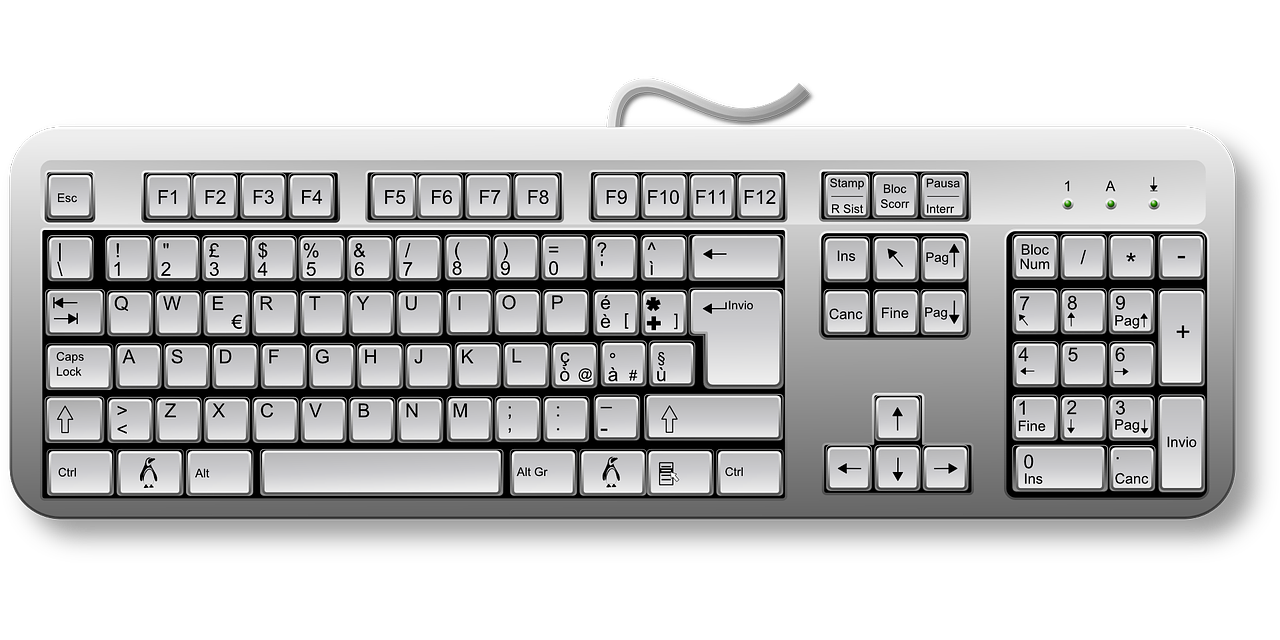 Esc F1 F2 F3 F4 F5 F6 F7 F8 F9 F10 F11 F12 Stamp Bloc Pausa 1 A
R Sist Scorr Interr
| ! " £ $ % & / ( ) = ? ^ Ins Pag Bloc / * -
\ 1 2 3 4 5 6 7 8 9 0 ' ì Num
Q W E R T Y U I O P é * Invio Canc Fine Pag 7 8 9 +
€ è [ + ] Pag
Caps A S D F G H J K L ç ° § 4 5 6
Lock ò @ à # ù
> Z X C V B N M ; : _ 1 2 3 Invio
< ; . - Fine Pag
Ctrl Alt Alt Gr Ctrl 0 .
Ins Canc